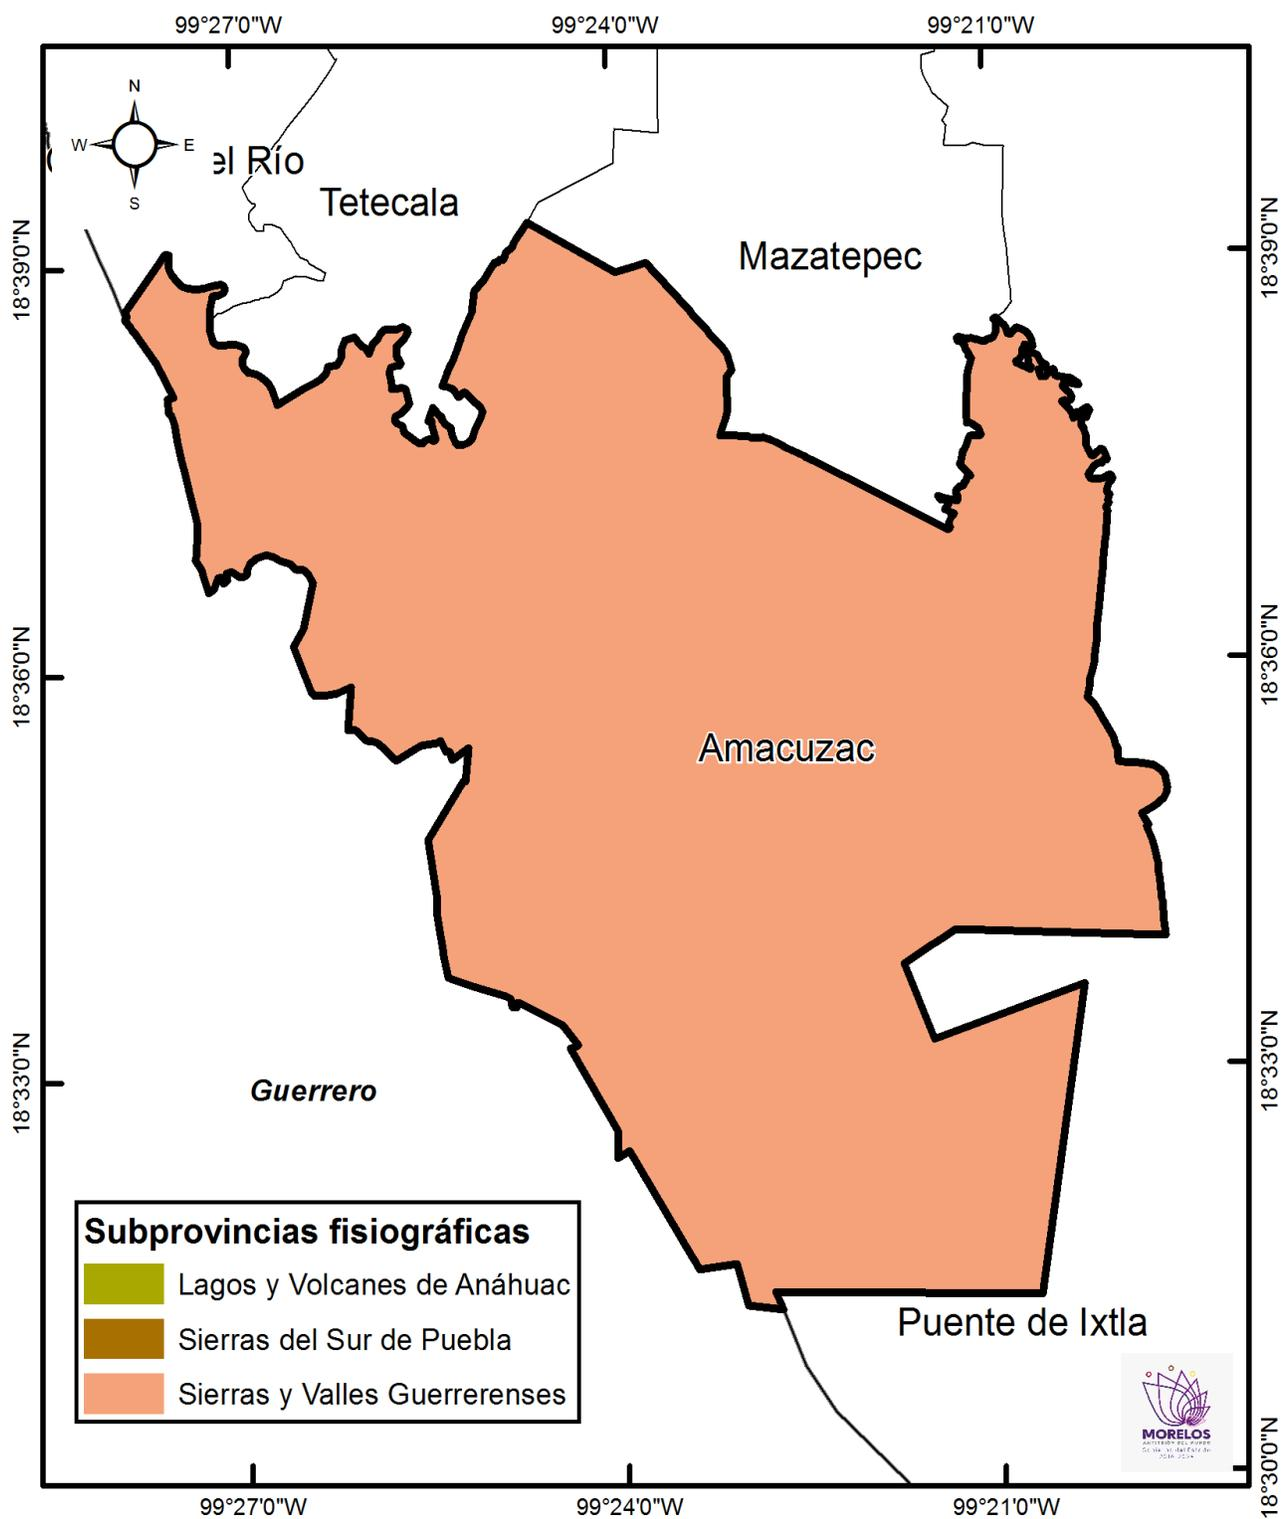 99°27'0"W
99°24'0"W
99°21'0"W
N
W
E
S
el Río
Tetecala
Mazatepec
18°39'0"N
18°39'0"N
18°36'0"N
18°36'0"N
Amacuzac
18°33'0"N
18°33'0"N
Guerrero
Subprovincias fisiográficas
Lagos y Volcanes de Anáhuac
Sierras del Sur de Puebla
Sierras y Valles Guerrerenses
Puente de Ixtla
MORELOS
18°30'0"N
99°27'0"W
99°24'0"W
99°21'0"W